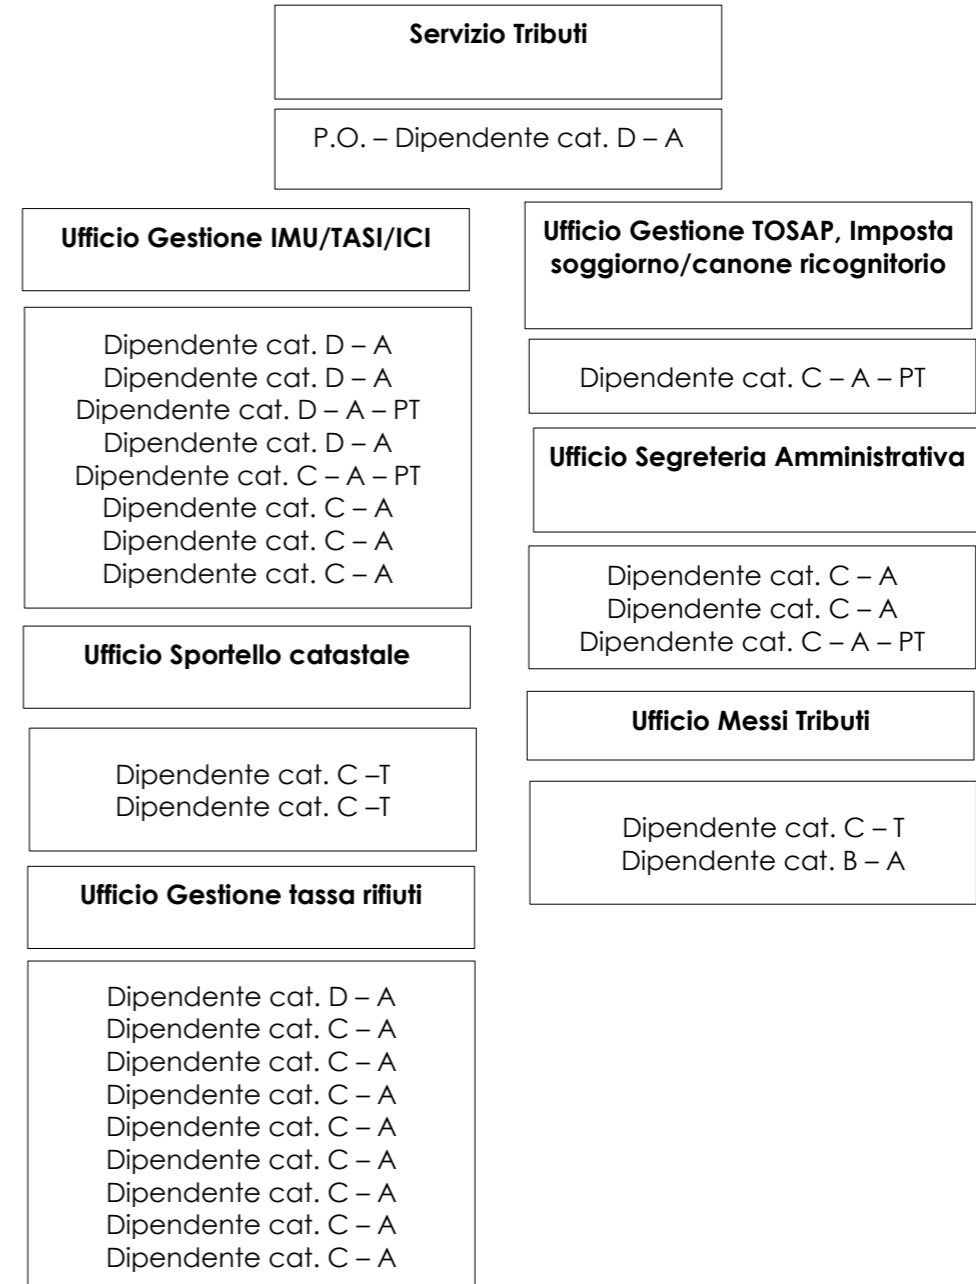 Servizio Tributi
P.O. – Dipendente cat. D – A
Ufficio Gestione IMU/TASI/ICI
Dipendente cat. D – A
Dipendente cat. D – A
Dipendente cat. D – A – PT
Dipendente cat. D – A
Dipendente cat. C – A – PT
Dipendente cat. C – A
Dipendente cat. C – A
Dipendente cat. C – A
Ufficio Sportello catastale
Dipendente cat. C –T
Dipendente cat. C –T
Ufficio Gestione tassa rifiuti
Dipendente cat. D – A
Dipendente cat. C – A
Dipendente cat. C – A
Dipendente cat. C – A
Dipendente cat. C – A
Dipendente cat. C – A
Dipendente cat. C – A
Dipendente cat. C – A
Dipendente cat. C – A
Ufficio Gestione TOSAP, Imposta
soggiorno/canone ricognitorio
Dipendente cat. C – A – PT
Ufficio Segreteria Amministrativa
Dipendente cat. C – A
Dipendente cat. C – A
Dipendente cat. C – A – PT
Ufficio Messi Tributi
Dipendente cat. C – T
Dipendente cat. B – A